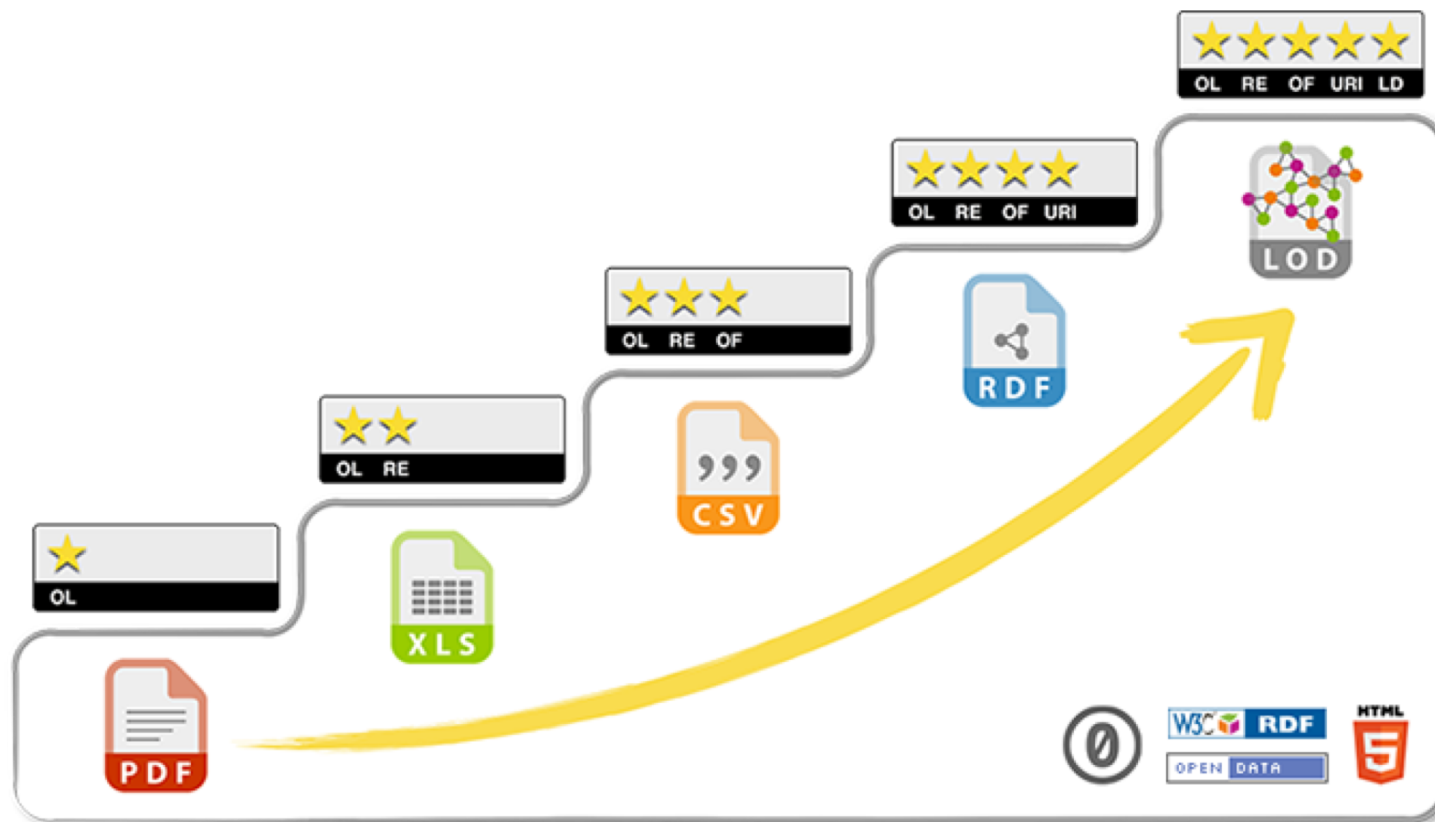 OL RE OF URI LD
LOD
OL RE OF URI
RDF
OL RE OF
CSV
OL RE
XLS
OL
PDF
0
W3C RDF
OPEN DATA
HTML
5